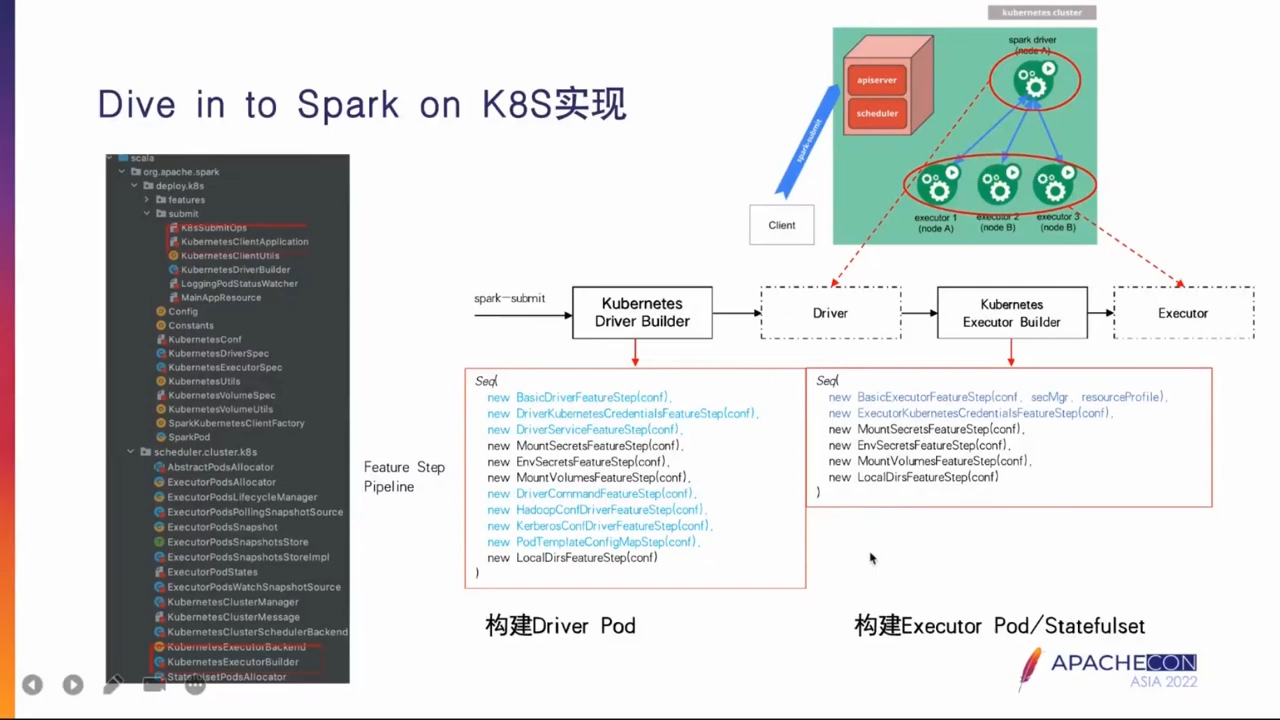 kubernetes cluster
Dive in to Spark on K8S实现
spark driver
(node A)
apiserver
scheduler
spark-submit
Client
executor 1
(node A)
executor 2
(node B)
executor 3
(node B)
scala
org.apache.spark
deploy.k8s
features
submit
K8sSubmitOps
KubernetesClientApplication
KubernetesClientUtils
KubernetesDriverBuilder
LoggingPodStatusWatcher
MainAppResource
Config
Constants
KubernetesConf
KubernetesDriverSpec
KubernetesExecutorSpec
KubernetesUtils
KubernetesVolumeSpec
KubernetesVolumeUtils
SparkKubernetesClientFactory
SparkPod
scheduler.cluster.k8s
AbstractPodsAllocator
ExecutorPodsAllocator
ExecutorPodsLifecycleManager
ExecutorPodsPollingSnapshotSource
ExecutorPodsSnapshot
ExecutorPodsSnapshotsStore
ExecutorPodsSnapshotsStoreImpl
ExecutorPodStates
ExecutorPodsWatchSnapshotSource
KubernetesClusterManager
KubernetesClusterMessage
KubernetesClusterSchedulerBackend
KubernetesExecutorBackend
KubernetesExecutorBuilder
StatefulsetPodsAllocator
spark-submit
Kubernetes
Driver Builder
Driver
Kubernetes
Executor Builder
Executor
Feature Step
Pipeline
Seq(
new BasicDriverFeatureStep(conf),
new DriverKubernetesCredentialsFeatureStep(conf),
new DriverServiceFeatureStep(conf),
new MountSecretsFeatureStep(conf),
new EnvSecretsFeatureStep(conf),
new MountVolumesFeatureStep(conf),
new DriverCommandFeatureStep(conf),
new HadoopConfDriverFeatureStep(conf),
new KerberosConfDriverFeatureStep(conf),
new PodTemplateConfigMapStep(conf),
new LocalDirsFeatureStep(conf)
)
Seq(
new BasicExecutorFeatureStep(conf, secMgr, resourceProfile),
new ExecutorKubernetesCredentialsFeatureStep(conf),
new MountSecretsFeatureStep(conf),
new EnvSecretsFeatureStep(conf),
new MountVolumesFeatureStep(conf),
new LocalDirsFeatureStep(conf)
)
构建Driver Pod
构建Executor Pod/Statefulset
APACHECON
ASIA 2022